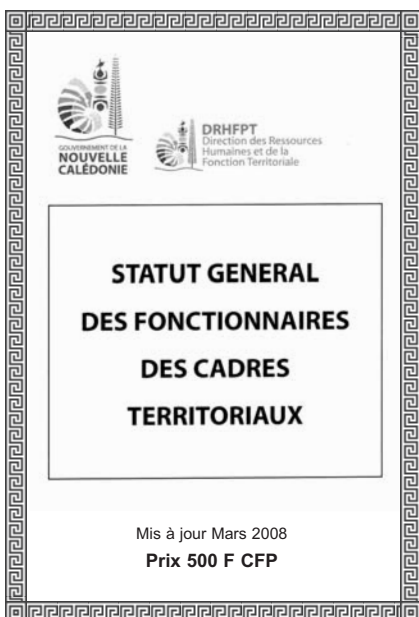 GOUVERNEMENT DE LA
NOUVELLE
CALÉDONIE
DRHFPT
Direction des Ressources
Humaines et de la
Fonction Territoriale
STATUT GENERAL
DES FONCTIONNAIRES
DES CADRES
TERRITORIAUX
Mis à jour Mars 2008
Prix 500 F CFP